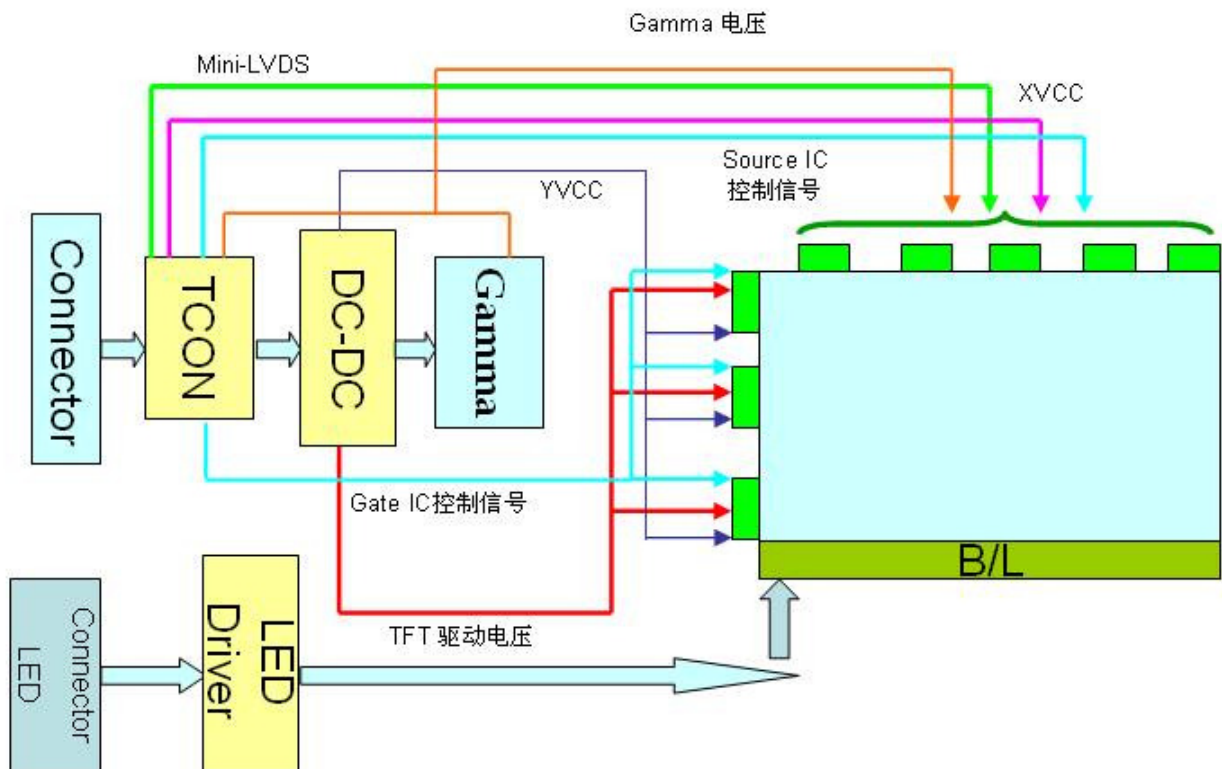 Gamma 电压
Mini-LVDS
XVCC
Source IC
控制信号
YVCC
Connector
TCON
DC-DC
Gamma
Gate IC控制信号
B/L
TFT 驱动电压
Connector
LED
LED
Driver